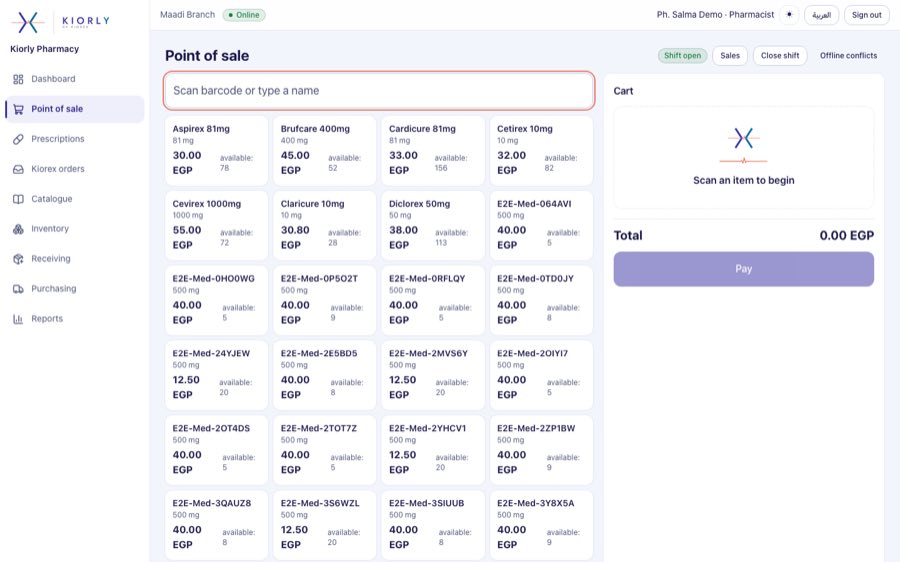 KIORLY
Kiorly Pharmacy
Dashboard
Point of sale
Prescriptions
Kiorex orders
Catalogue
Inventory
Receiving
Purchasing
Reports
Maadi Branch
Online
Ph. Salma Demo · Pharmacist
العربية
Sign out
Point of sale
Shift open
Sales
Close shift
Offline conflicts
Scan barcode or type a name
Aspirex 81mg
81 mg
30.00 EGP
available: 78
Brufcare 400mg
400 mg
45.00 EGP
available: 52
Cardicure 81mg
81 mg
33.00 EGP
available: 156
Cetirex 10mg
10 mg
32.00 EGP
available: 82
Cevirex 1000mg
1000 mg
55.00 EGP
available: 72
Claricure 10mg
10 mg
30.80 EGP
available: 28
Diclorex 50mg
50 mg
38.00 EGP
available: 113
E2E-Med-064AVI
500 mg
40.00 EGP
available: 5
E2E-Med-0HO0WG
500 mg
40.00 EGP
available: 5
E2E-Med-0P5O2T
500 mg
40.00 EGP
available: 9
E2E-Med-0RFLQY
500 mg
40.00 EGP
available: 5
E2E-Med-0TD0JY
500 mg
40.00 EGP
available: 8
E2E-Med-24YJEW
500 mg
12.50 EGP
available: 20
E2E-Med-2E5BD5
500 mg
40.00 EGP
available: 8
E2E-Med-2MVS6Y
500 mg
12.50 EGP
available: 20
E2E-Med-2OIYI7
500 mg
40.00 EGP
available: 5
E2E-Med-2OT4DS
500 mg
40.00 EGP
available: 5
E2E-Med-2TOT7Z
500 mg
40.00 EGP
available: 5
E2E-Med-2YHCV1
500 mg
12.50 EGP
available: 20
E2E-Med-2ZP1BW
500 mg
40.00 EGP
available: 9
E2E-Med-3QAUZ8
500 mg
40.00 EGP
available: 8
E2E-Med-3S6WZL
500 mg
12.50 EGP
available: 20
E2E-Med-3SIUUB
500 mg
40.00 EGP
available: 8
E2E-Med-3Y8X5A
500 mg
40.00 EGP
available: 9
Cart
Scan an item to begin
Total
0.00 EGP
Pay